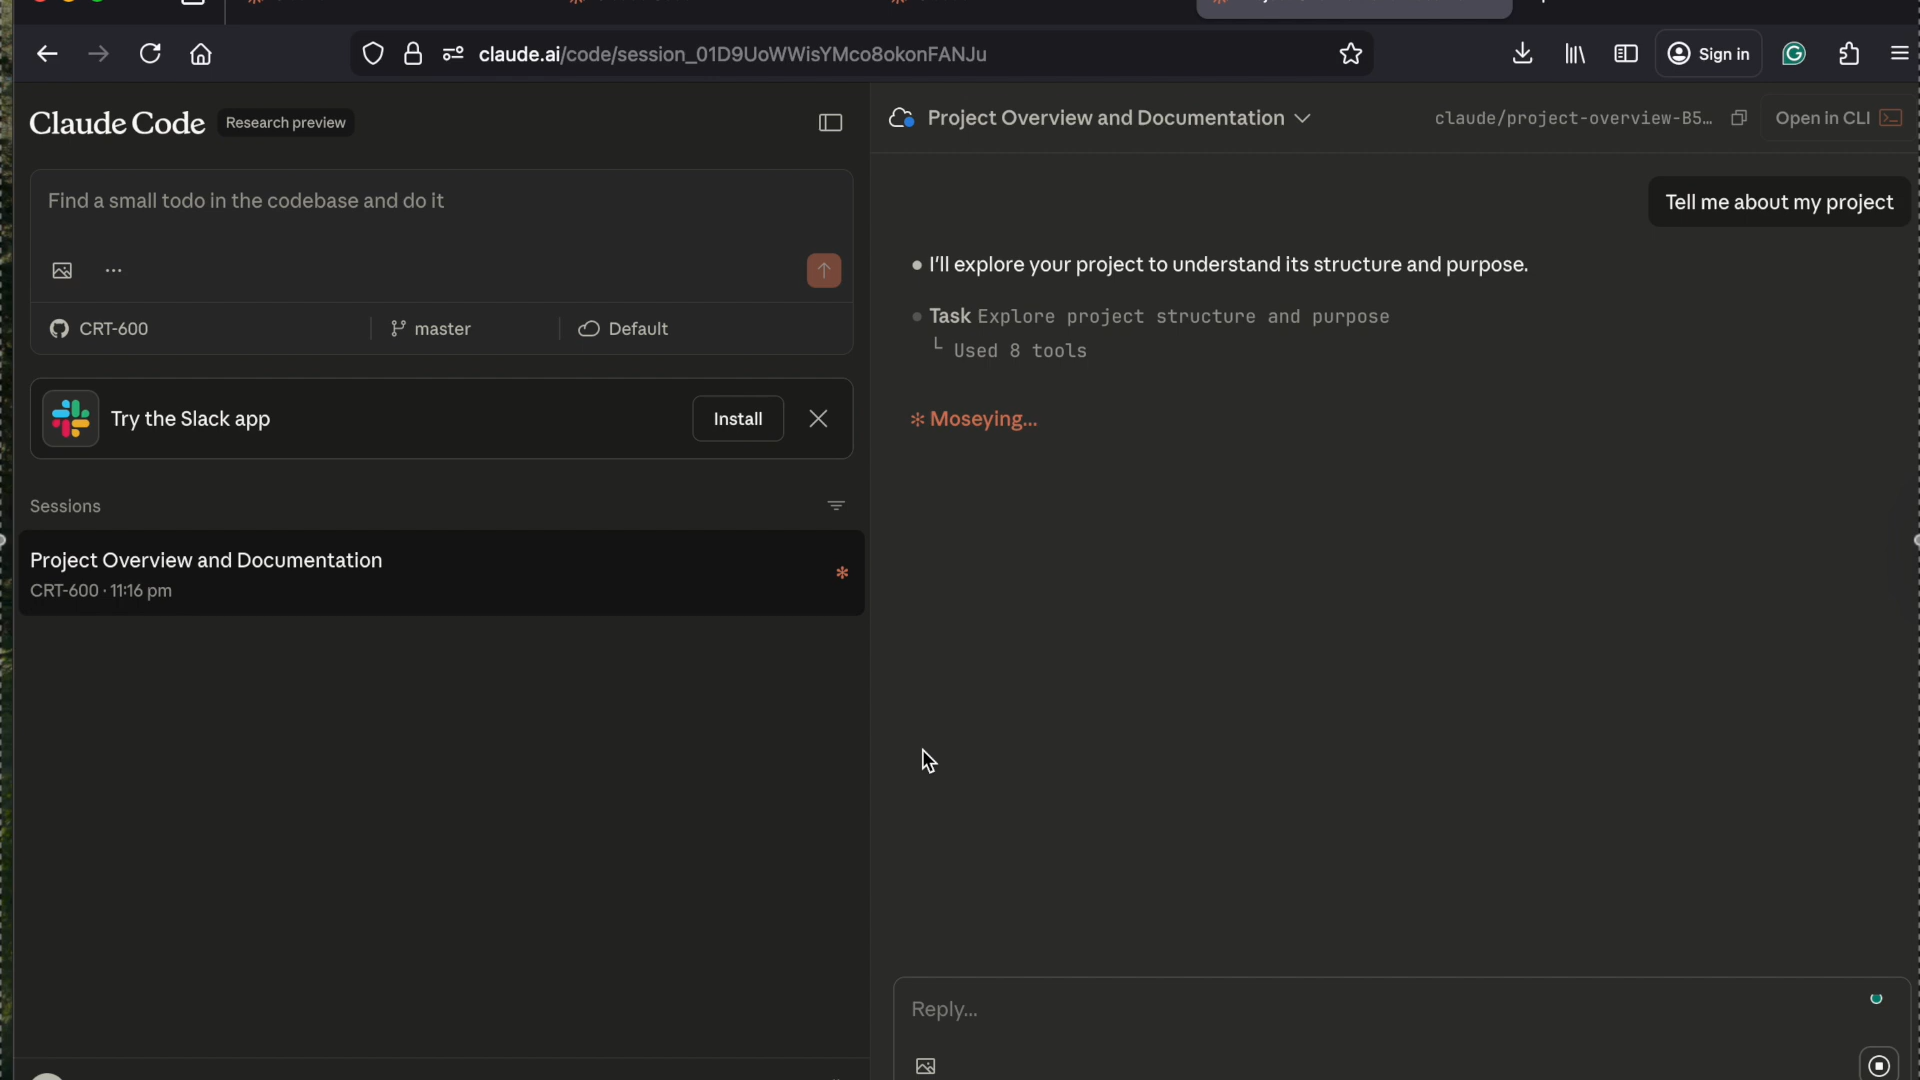 claude.ai/code/session_01D9UoWWisYMco8okonFANJu
Sign in
Claude Code
Research preview
Find a small todo in the codebase and do it
CRT-600
master
Default
Try the Slack app
Install
Sessions
Project Overview and Documentation
CRT-600 · 11:16 pm
Project Overview and Documentation
claude/project-overview-B5…
Open in CLI
Tell me about my project
I'll explore your project to understand its structure and purpose.
Task Explore project structure and purpose
└ Used 8 tools
Moseying...
Reply...